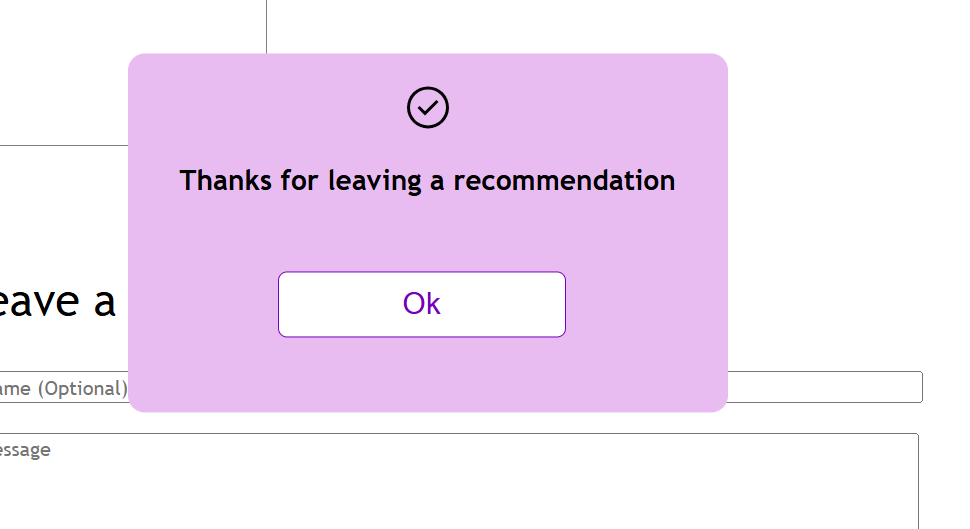 Thanks for leaving a recommendation
Ok
eave a
ame (Optional)
essage